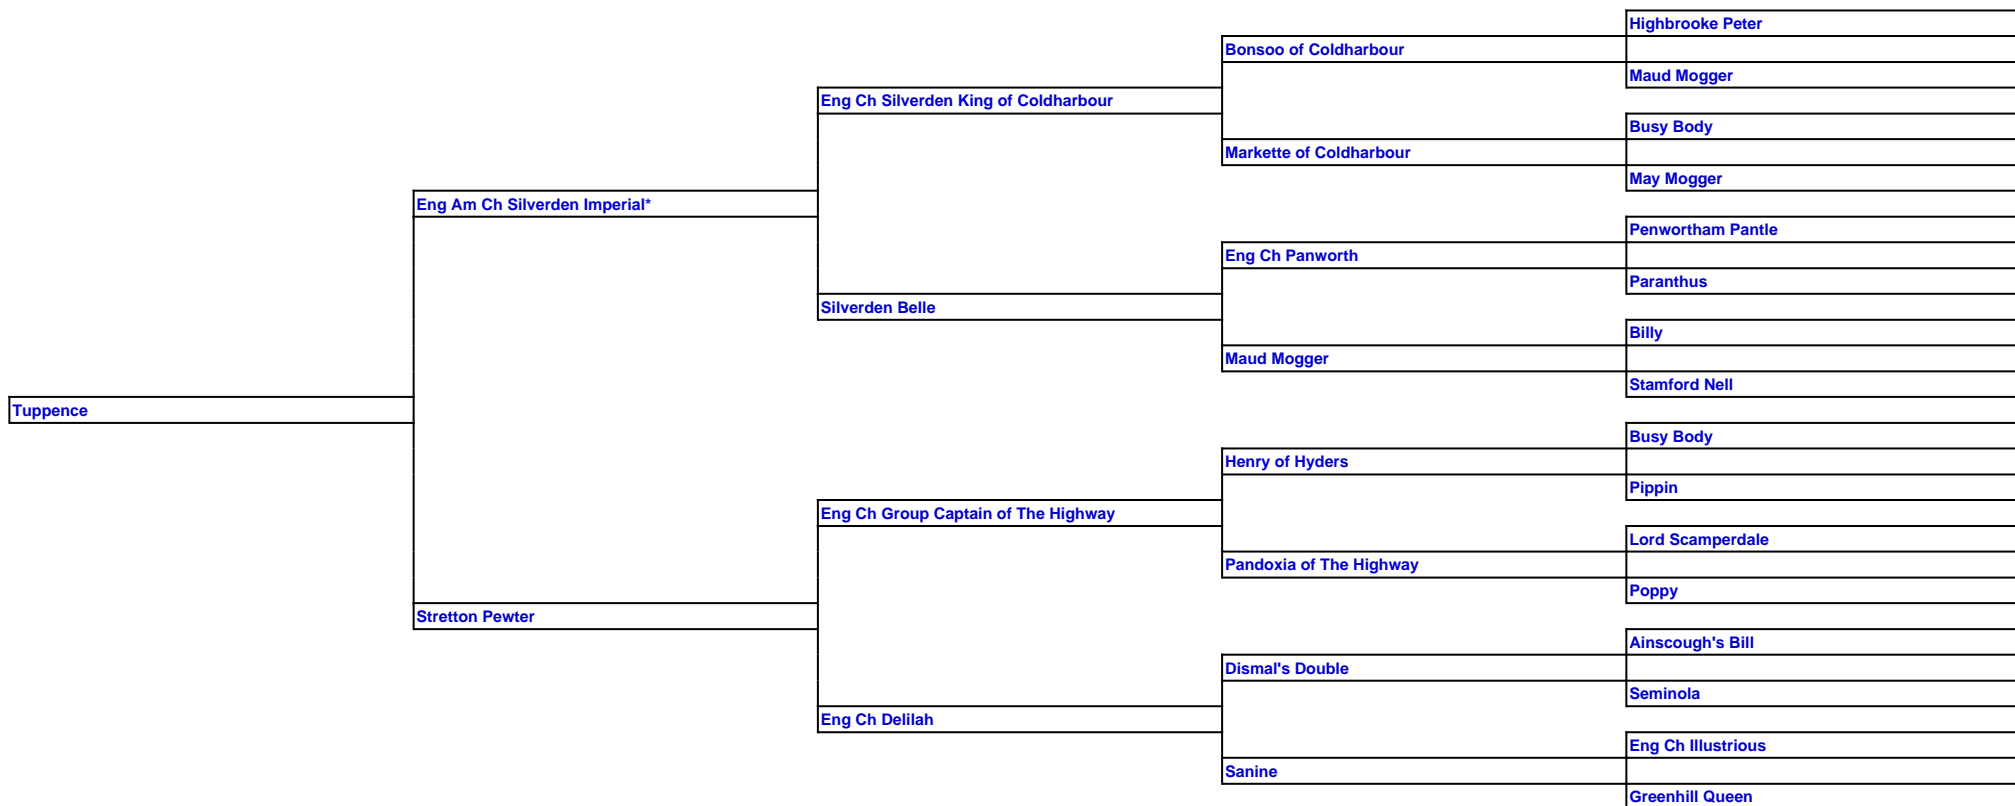 Highbrooke Peter
Bonsoo of Coldharbour
Maud Mogger
Eng Ch Silverden King of Coldharbour
Busy Body
Markette of Coldharbour
May Mogger
Eng Am Ch Silverden Imperial*
Penwortham Pantle
Eng Ch Panworth
Paranthus
Silverden Belle
Billy
Maud Mogger
Stamford Nell
Tuppence
Busy Body
Henry of Hyders
Pippin
Eng Ch Group Captain of The Highway
Lord Scamperdale
Pandoxia of The Highway
Poppy
Stretton Pewter
Ainscough's Bill
Dismal's Double
Seminola
Eng Ch Delilah
Eng Ch Illustrious
Sanine
Greenhill Queen